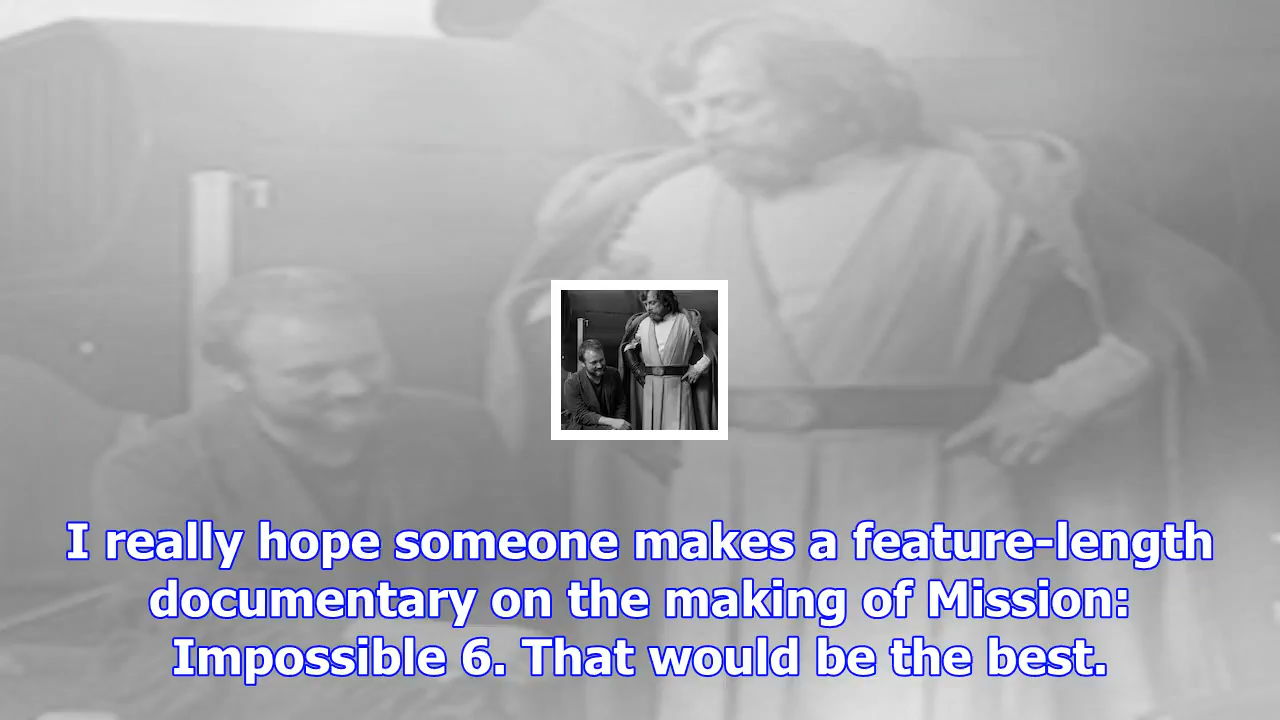 I really hope someone makes a feature-length
documentary on the making of Mission:
Impossible 6. That would be the best.